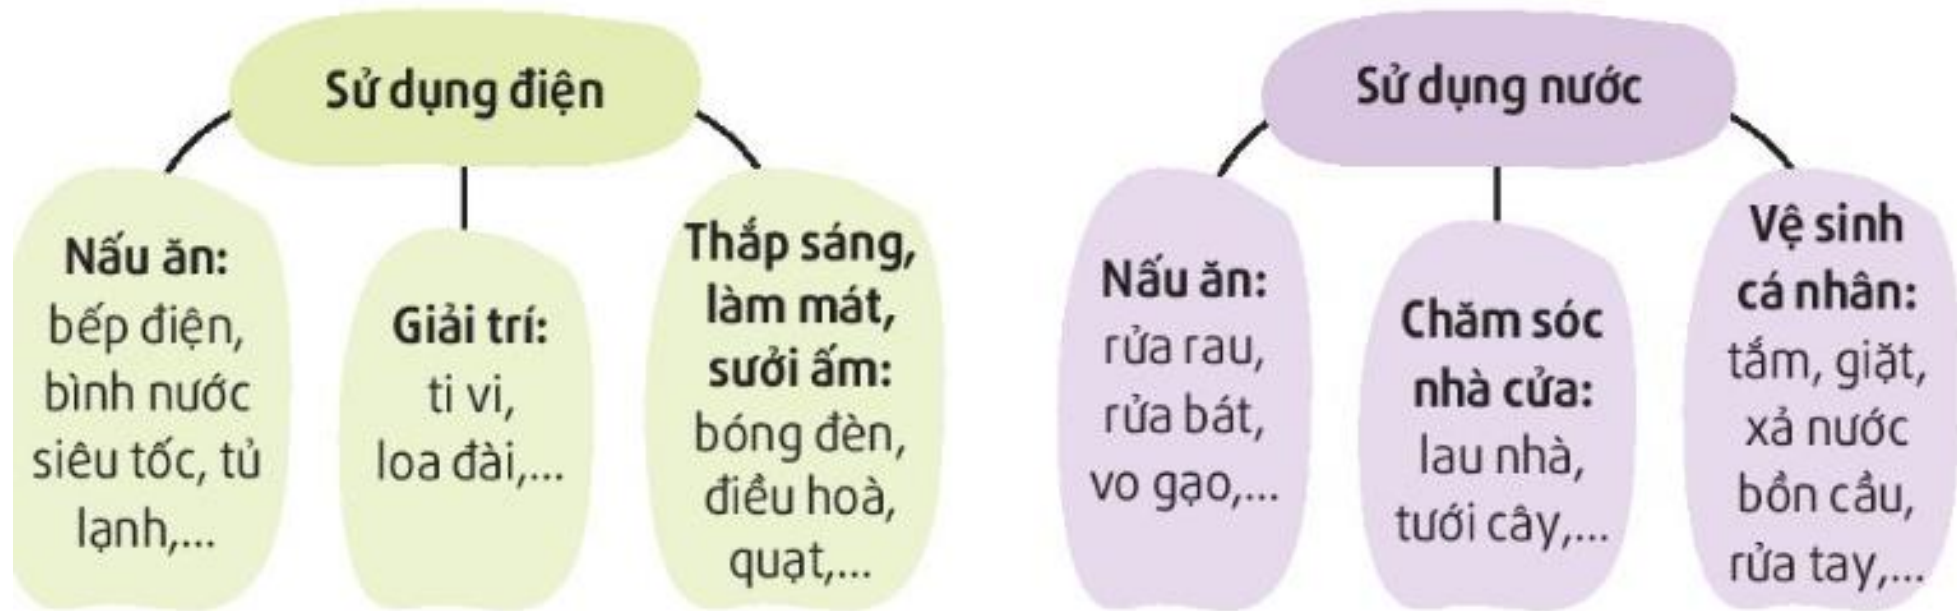 Sử dụng điện
Nấu ăn:
bếp điện,
bình nước
siêu tốc, tủ
lạnh,...
Giải trí:
ti vi,
loa đài,...
Thắp sáng,
làm mát,
sưởi ấm:
bóng đèn,
điều hoà,
quạt,...
Sử dụng nước
Nấu ăn:
rửa rau,
rửa bát,
vo gạo,...
Chăm sóc
nhà cửa:
lau nhà,
tưới cây,...
Vệ sinh
cá nhân:
tắm, giặt,
xả nước
bồn cầu,
rửa tay,...